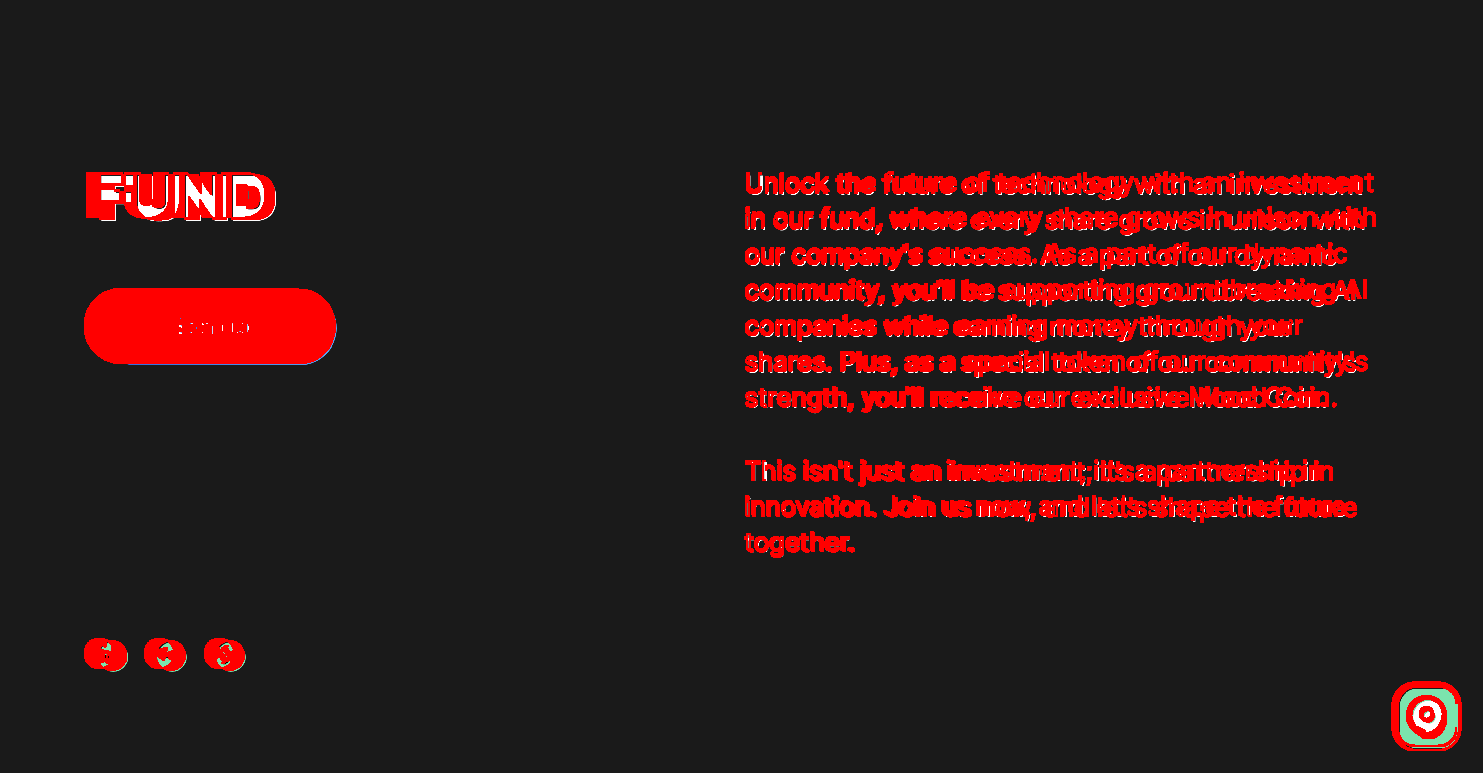 FUND
Unlock the future of technology with an investment
in our fund, where every share grows in unison with
our company's success. As a part of our dynamic
community, you'll be supporting groundbreaking AI
companies while earning money through your
shares. Plus, as a special token of our community's
strength, you'll receive our exclusive Coin.
This isn't just an investment; it's a partnership in
innovation. Join us now, and let's shape the future
together.